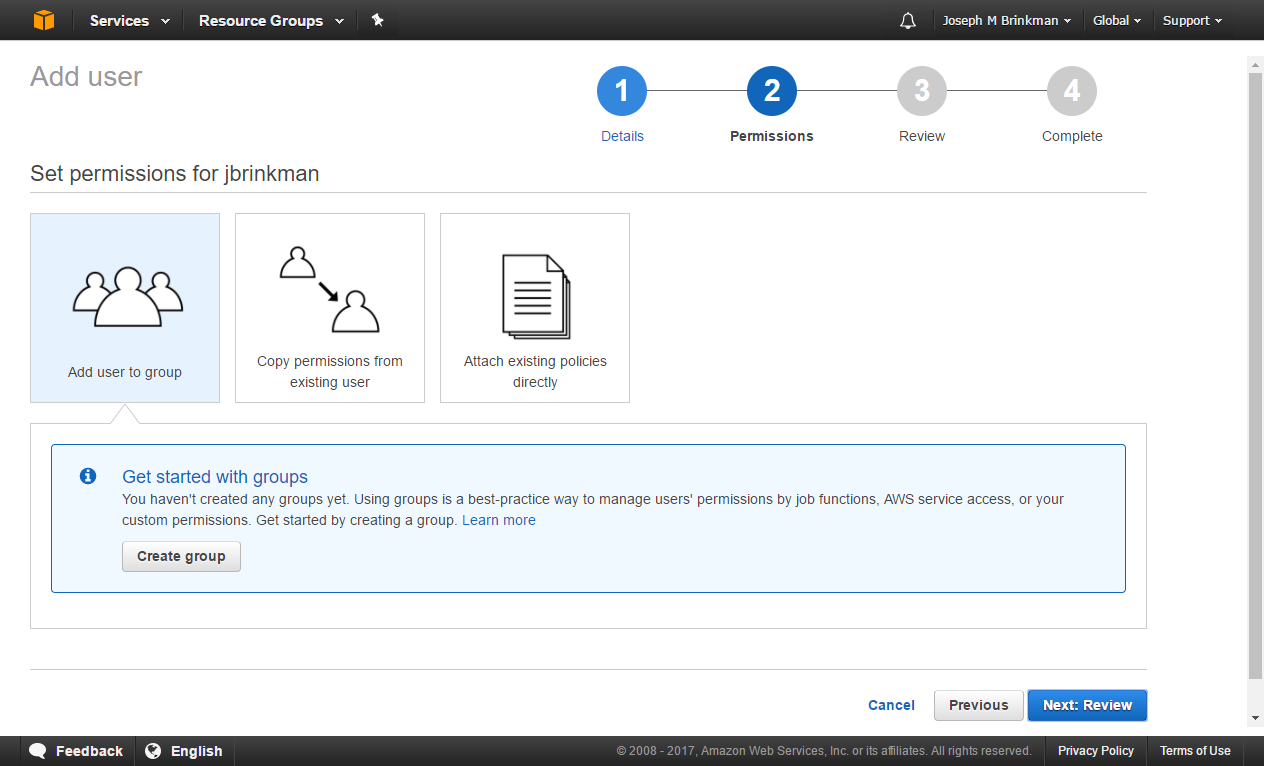 Services Resource Groups Joseph M Brinkman Global Support
Add user
1 2 3 4
Details Permissions Review Complete
Set permissions for jbrinkman
Add user to group
Copy permissions from
existing user
Attach existing policies
directly
Get started with groups
You haven't created any groups yet. Using groups is a best-practice way to manage users' permissions by job functions, AWS service access, or your
custom permissions. Get started by creating a group. Learn more
Create group
Cancel Previous Next: Review
Feedback English © 2008 - 2017, Amazon Web Services, Inc. or its affiliates. All rights reserved. Privacy Policy Terms of Use